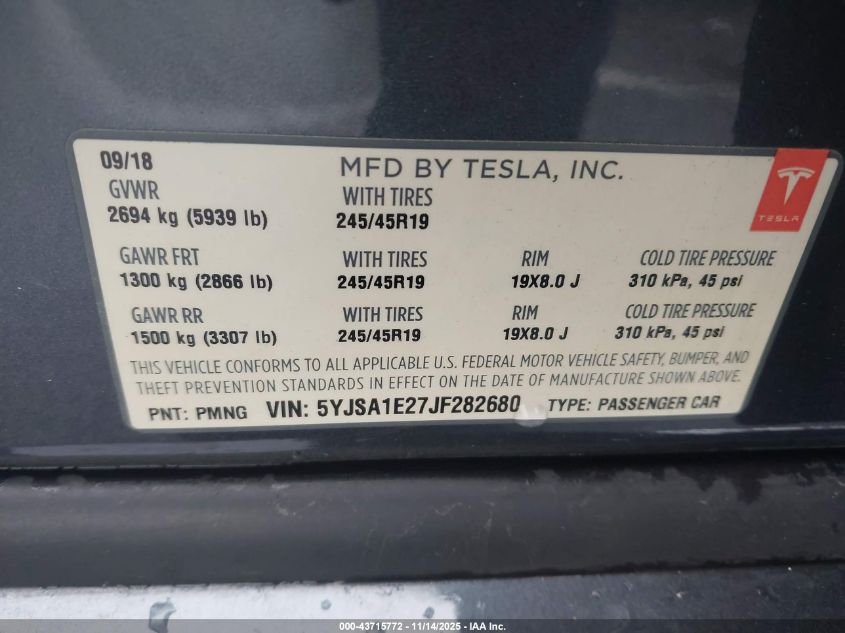 09/18
MFD BY TESLA, INC.
TESLA
GVWR WITH TIRES
2694 kg (5939 lb) 245/45R19
GAWR FRT WITH TIRES RIM COLD TIRE PRESSURE
1300 kg (2866 lb) 245/45R19 19X8.0 J 310 kPa, 45 psi
GAWR RR WITH TIRES RIM COLD TIRE PRESSURE
1500 kg (3307 lb) 245/45R19 19X8.0 J 310 kPa, 45 psi
THIS VEHICLE CONFORMS TO ALL APPLICABLE U.S. FEDERAL MOTOR VEHICLE SAFETY, BUMPER, AND
THEFT PREVENTION STANDARDS IN EFFECT ON THE DATE OF MANUFACTURE SHOWN ABOVE.
PNT: PMNG VIN: 5YJSA1E27JF282680 TYPE: PASSENGER CAR
000-43715772 - 11/14/2025 - IAA Inc.